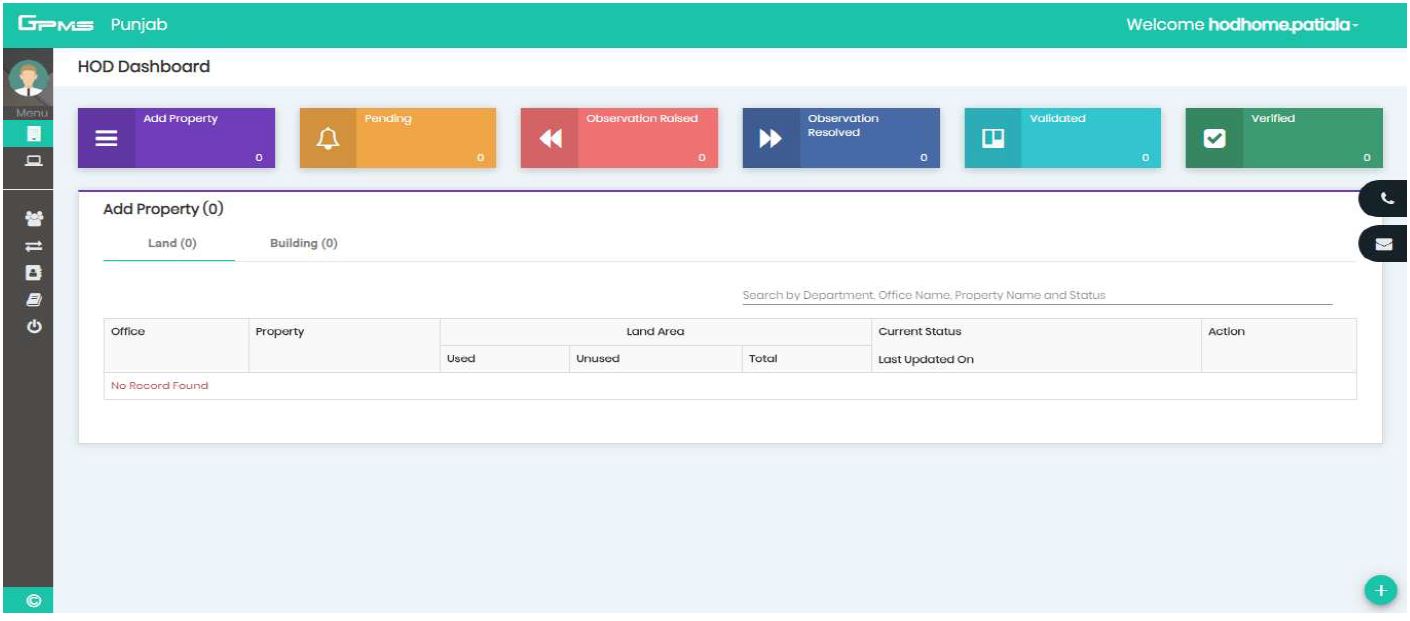 GPMS Punjab
Welcome hodhome.patiala
HOD Dashboard
Menu
Add Property
0
Pending
0
Observation Raised
0
Observation
Resolved
0
Validated
0
Verified
0
Add Property (0)
Land (0) Building (0)
Search by Department, Office Name, Property Name and Status
Office Property Land Area Current Status Action
Used Unused Total Last Updated On
No Record Found
©